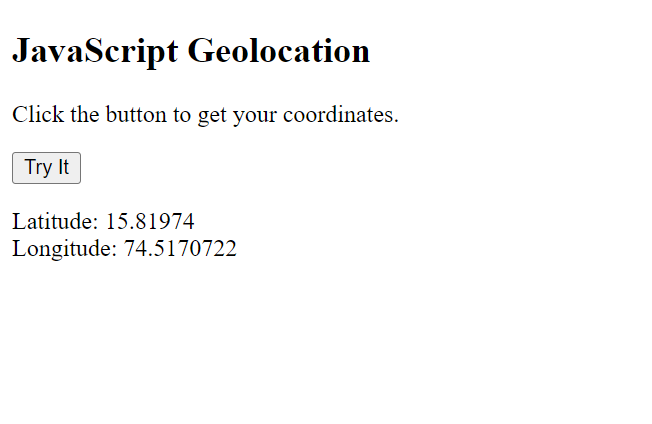 JavaScript Geolocation
Click the button to get your coordinates.
Try It
Latitude: 15.81974
Longitude: 74.5170722